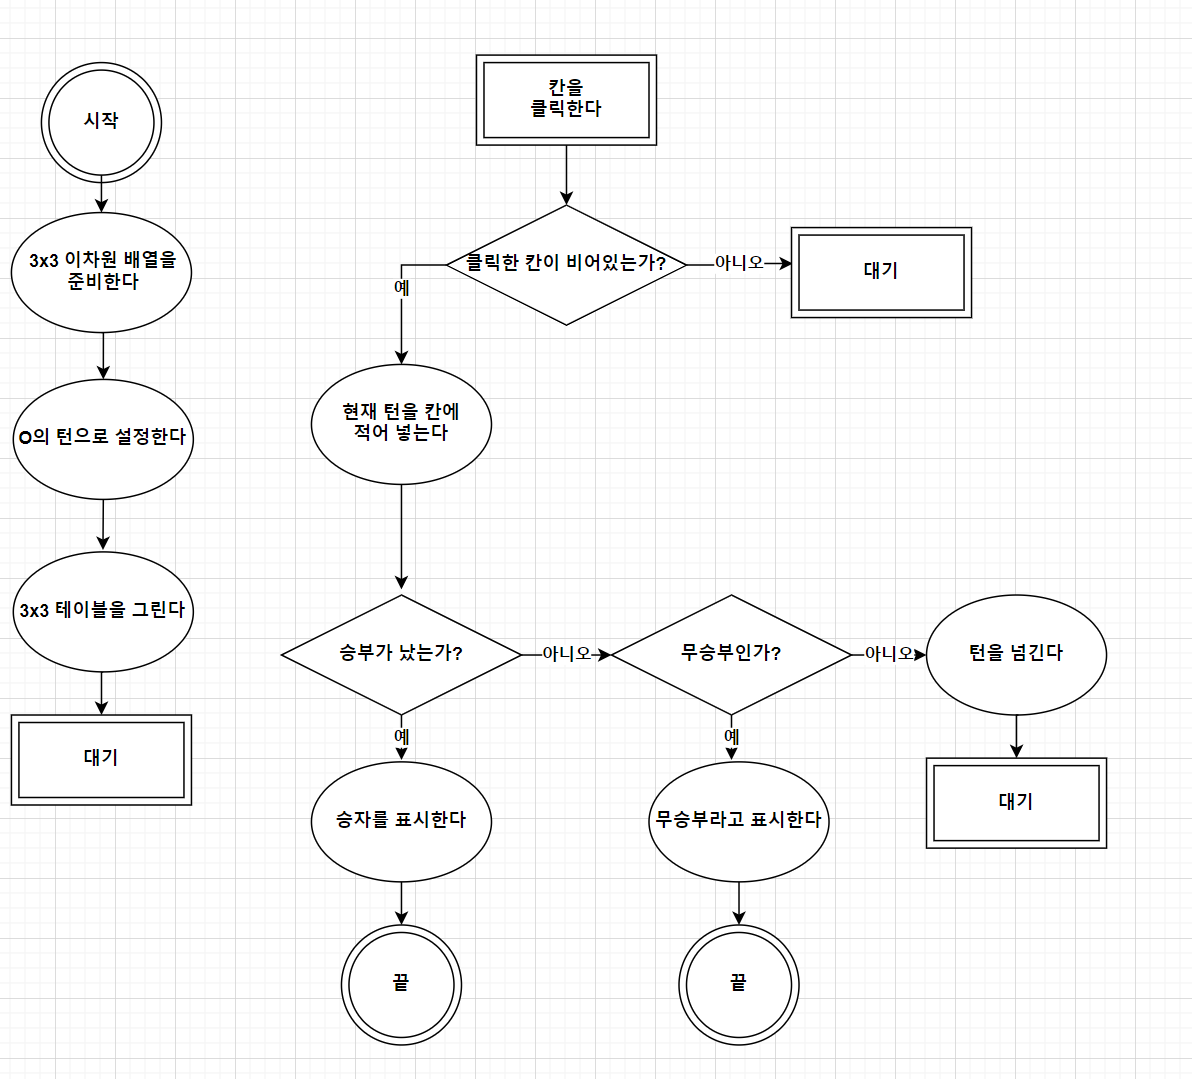 시작
3x3 이차원 배열을
준비한다
O의 턴으로 설정한다
3x3 테이블을 그린다
대기
칸을
클릭한다
클릭한 칸이 비어있는가?
아니오
대기
예
현재 턴을 칸에
적어 넣는다
승부가 났는가?
아니오
무승부인가?
아니오
턴을 넘긴다
예
예
대기
승자를 표시한다
무승부라고 표시한다
끝
끝